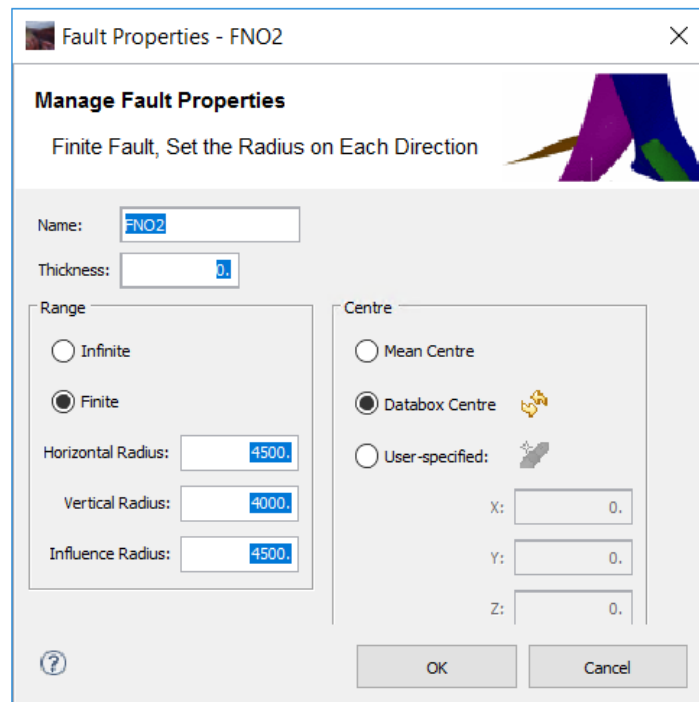 Fault Properties - FNO2
Manage Fault Properties
Finite Fault, Set the Radius on Each Direction
Name: FNO2
Thickness: 0.
Range
Infinite
Finite
Horizontal Radius: 4500.
Vertical Radius: 4000.
Influence Radius: 4500.
Centre
Mean Centre
Databox Centre
User-specified:
X: 0.
Y: 0.
Z: 0.
?
OK Cancel